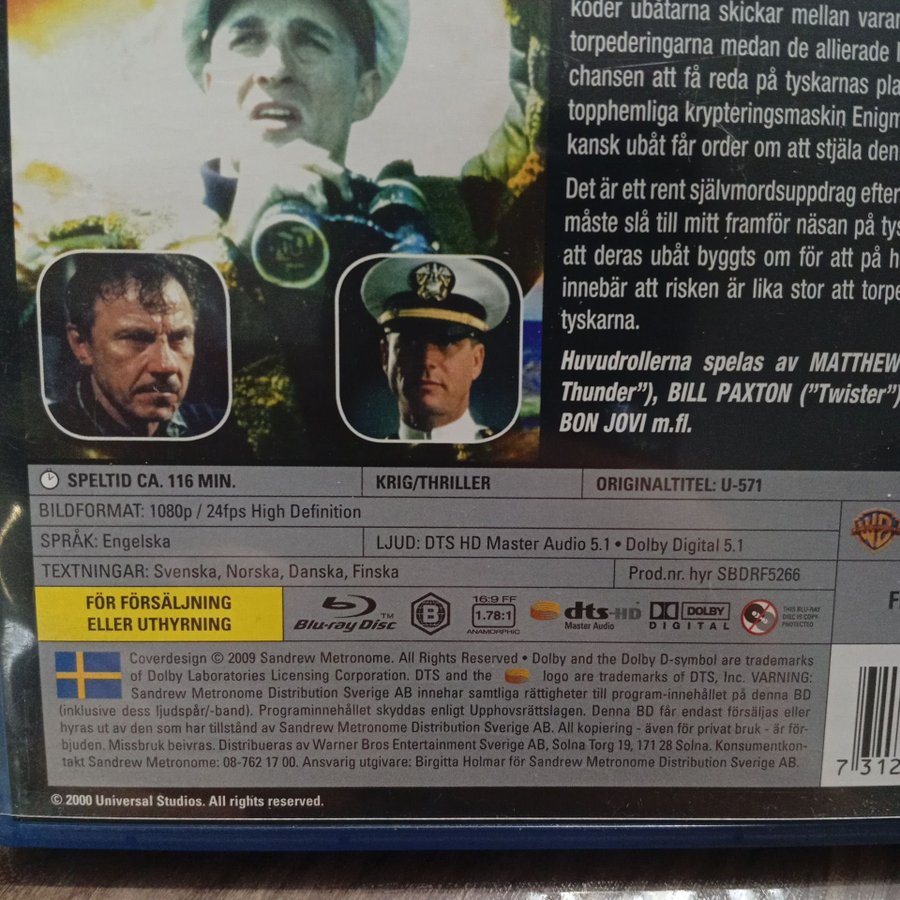 koder ubåtarna skickar mellan varan
torpederingarna medan de allierade
chansen att få reda på tyskarnas pla
topphemliga krypteringsmaskin Enigm
kansk ubåt får order om att stjäla den
Det är ett rent självmordsuppdrag efter
måste slå till mitt framför näsan på tys
att deras ubåt byggts om för att på h
innebär att risken är lika stor att torpe
tyskarna.
Huvudrollerna spelas av MATTHEW
Thunder"), BILL PAXTON ("Twister")
BON JOVI m.fl.
SPELTID CA. 116 MIN.
KRIG/THRILLER
ORIGINALTITEL: U-571
BILDFORMAT: 1080p / 24fps High Definition
SPRÅK: Engelska
LJUD: DTS HD Master Audio 5.1 • Dolby Digital 5.1
TEXTNINGAR: Svenska, Norska, Danska, Finska
Prod.nr. hyr SBDRF5266
FÖR FÖRSÄLJNING
ELLER UTHYRNING
Blu-ray Disc™
B
16:9 FF
1.78:1
ANAMORPHIC
dts-HD
Master Audio
DOLBY
DIGITAL
THIS BLU-RAY
DISC IS COPY
PROTECTED
F
Coverdesign © 2009 Sandrew Metronome. All Rights Reserved • Dolby and the Dolby D-symbol are trademarks
of Dolby Laboratories Licensing Corporation. DTS and the logo are trademarks of DTS, Inc. VARNING:
Sandrew Metronome Distribution Sverige AB innehar samtliga rättigheter till program-innehållet på denna BD
(inklusive dess ljudspår/-band). Programinnehållet skyddas enligt Upphovsrättslagen. Denna BD får endast försäljas eller
hyras ut av den som har tillstånd av Sandrew Metronome Distribution Sverige AB. All kopiering - även för privat bruk - är för-
bjuden. Missbruk beivras. Distribueras av Warner Bros Entertainment Sverige AB, Solna Torg 19, 171 28 Solna. Konsumentkon-
takt Sandrew Metronome: 08-762 17 00. Ansvarig utgivare: Birgitta Holmar för Sandrew Metronome Distribution Sverige AB.
7 312
© 2000 Universal Studios. All rights reserved.